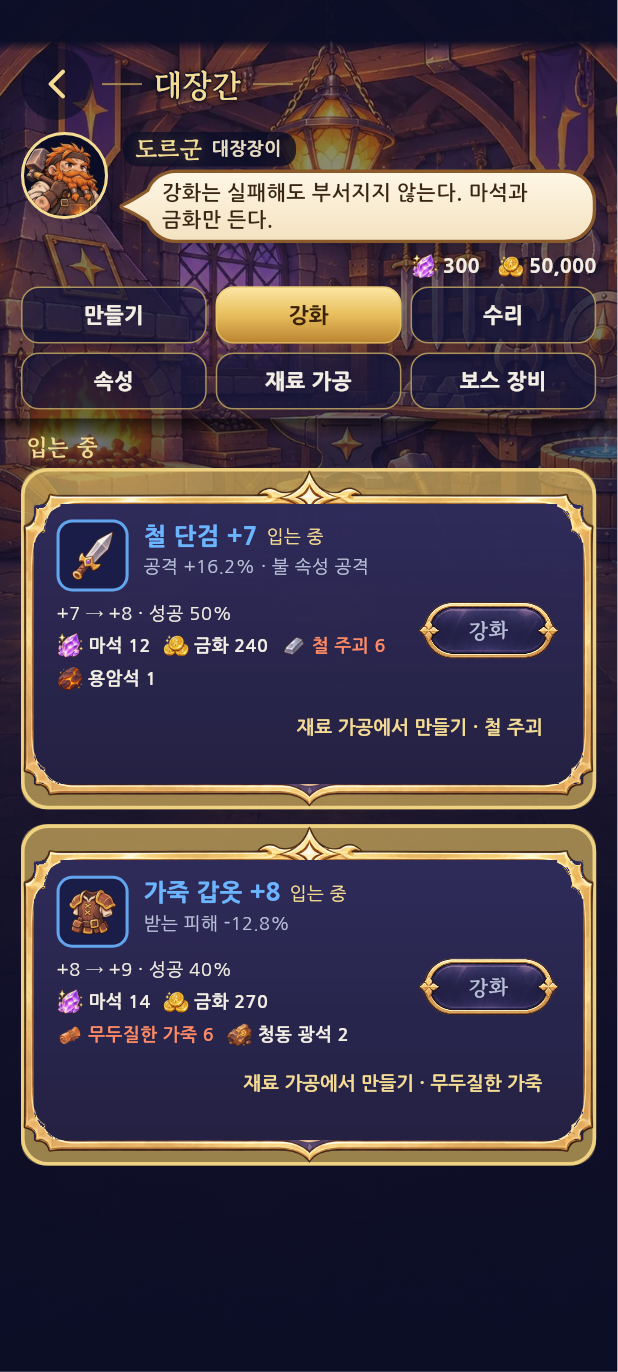 대장간
도르군 대장장이
강화는 실패해도 부서지지 않는다. 마석과
금화만 든다.
300 50,000
만들기 강화 수리
속성 재료 가공 보스 장비
입는 중
철 단검 +7 입는 중
공격 +16.2% · 불 속성 공격
+7 → +8 · 성공 50%
마석 12 금화 240 철 주괴 6
강화
용암석 1
재료 가공에서 만들기 · 철 주괴
가죽 갑옷 +8 입는 중
받는 피해 -12.8%
+8 → +9 · 성공 40%
마석 14 금화 270
강화
무두질한 가죽 6 청동 광석 2
재료 가공에서 만들기 · 무두질한 가죽